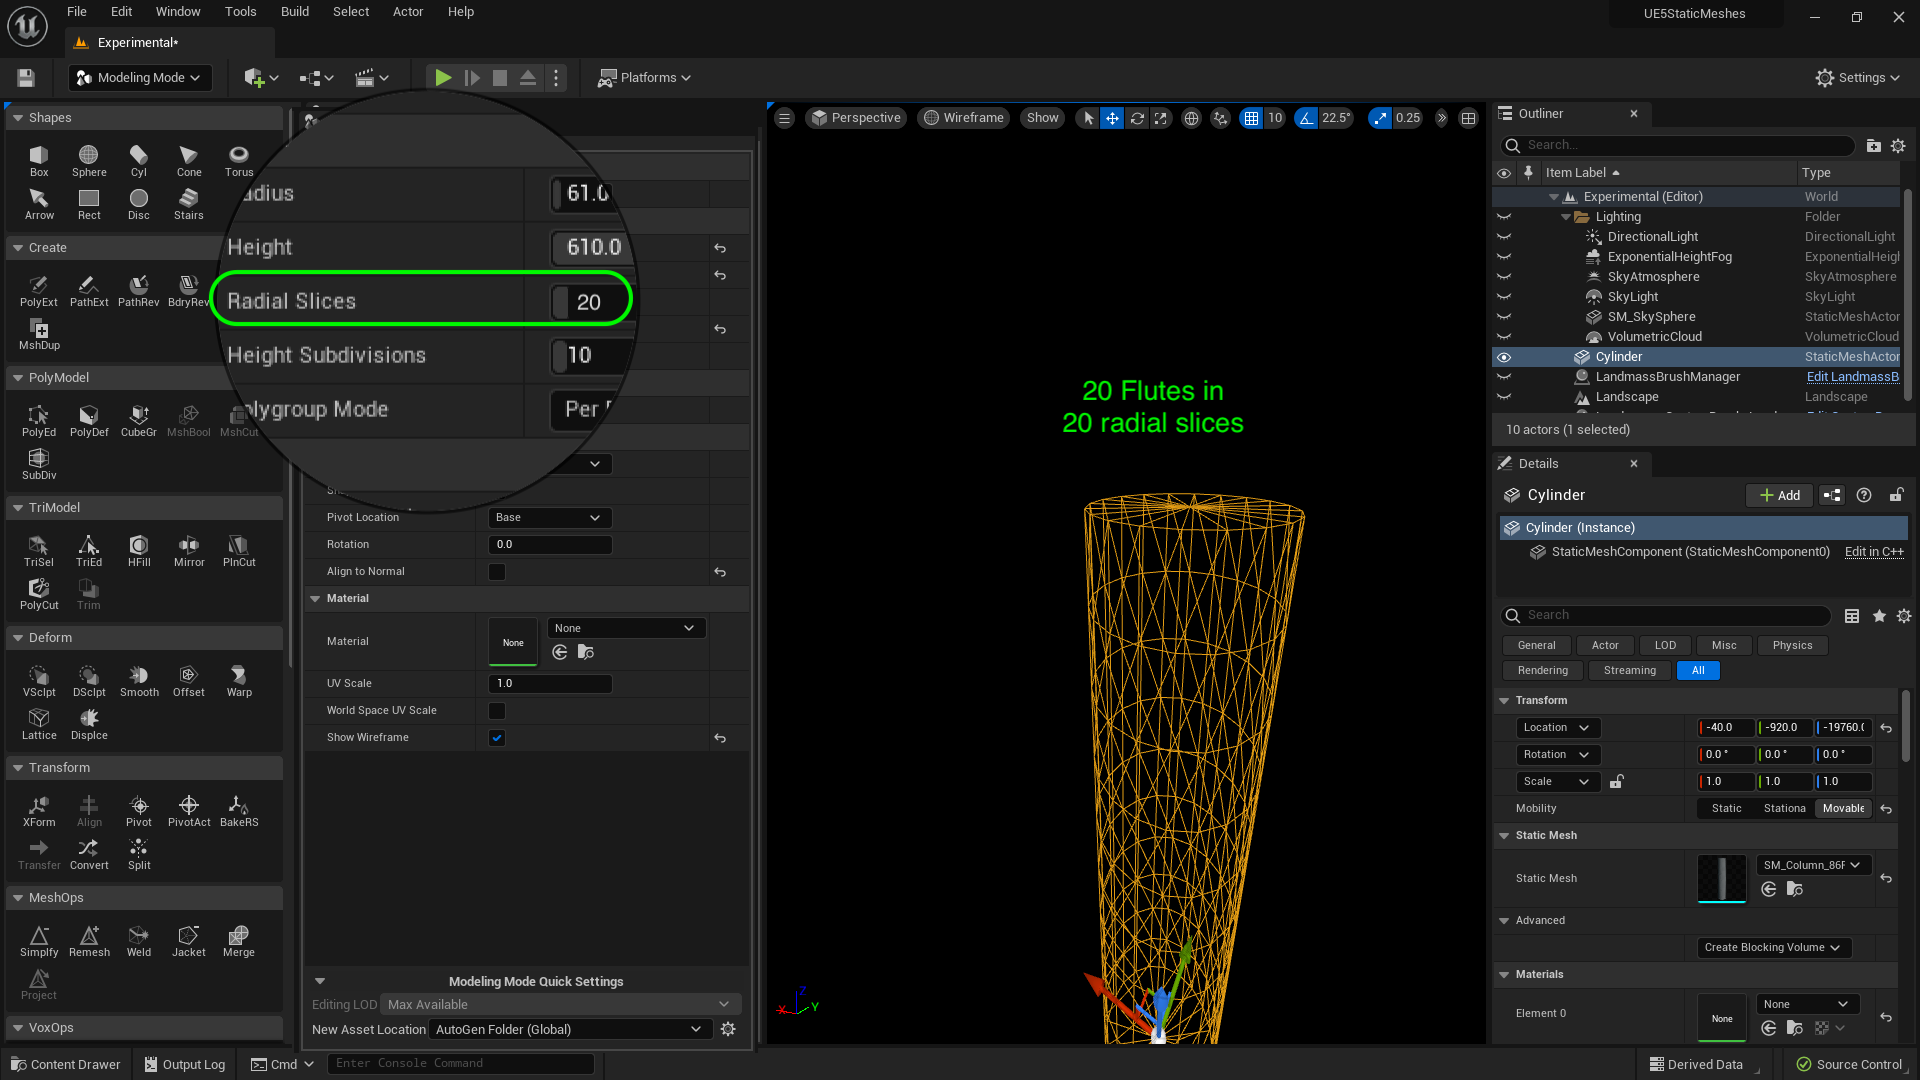 File Edit Window Tools Build Select Actor Help
UE5StaticMeshes
Experimental*
Modeling Mode
Platforms
Settings
Shapes
Box Sphere Cyl Cone Torus
Arrow Rect Disc Stairs
Create
PolyExt PathExt PathRev BdryRev
MshDup
PolyModel
PolyEd PolyDef CubeGr MshBool MshCut
SubDiv
TriModel
TriSel TriEd HFill Mirror PlnCut
PolyCut Trim
Deform
VSclpt DSclpt Smooth Offset Warp
Lattice Displce
Transform
XForm Align Pivot PivotAct BakeRS
Transfer Convert Split
MeshOps
Simplfy Remesh Weld Jacket Merge
Project
VoxOps
adius 61.0
Height 610.0
Radial Slices 20
Height Subdivisions 10
olygroup Mode Per
Pivot Location Base
Rotation 0.0
Align to Normal
Material
Material None None
UV Scale 1.0
World Space UV Scale
Show Wireframe
Modeling Mode Quick Settings
Editing LOD Max Available
New Asset Location AutoGen Folder (Global)
Perspective Wireframe Show 10 22.5° 0.25
20 Flutes in
20 radial slices
Z
X Y
Outliner
Search...
Item Label Type
Experimental (Editor) World
Lighting Folder
DirectionalLight DirectionalLight
ExponentialHeightFog ExponentialHeigh
SkyAtmosphere SkyAtmosphere
SkyLight SkyLight
SM_SkySphere StaticMeshActor
VolumetricCloud VolumetricCloud
Cylinder StaticMeshActor
LandmassBrushManager Edit LandmassB
Landscape Landscape
10 actors (1 selected)
Details
Cylinder Add
Cylinder (Instance)
StaticMeshComponent (StaticMeshComponent0) Edit in C++
Search
General Actor LOD Misc Physics
Rendering Streaming All
Transform
Location -40.0 -920.0 -19760.
Rotation 0.0 ° 0.0 ° 0.0 °
Scale 1.0 1.0 1.0
Mobility Static Stationa Movable
Static Mesh
Static Mesh SM_Column_86F
Advanced
Create Blocking Volume
Materials
Element 0 None None
Content Drawer Output Log Cmd Enter Console Command Derived Data Source Control